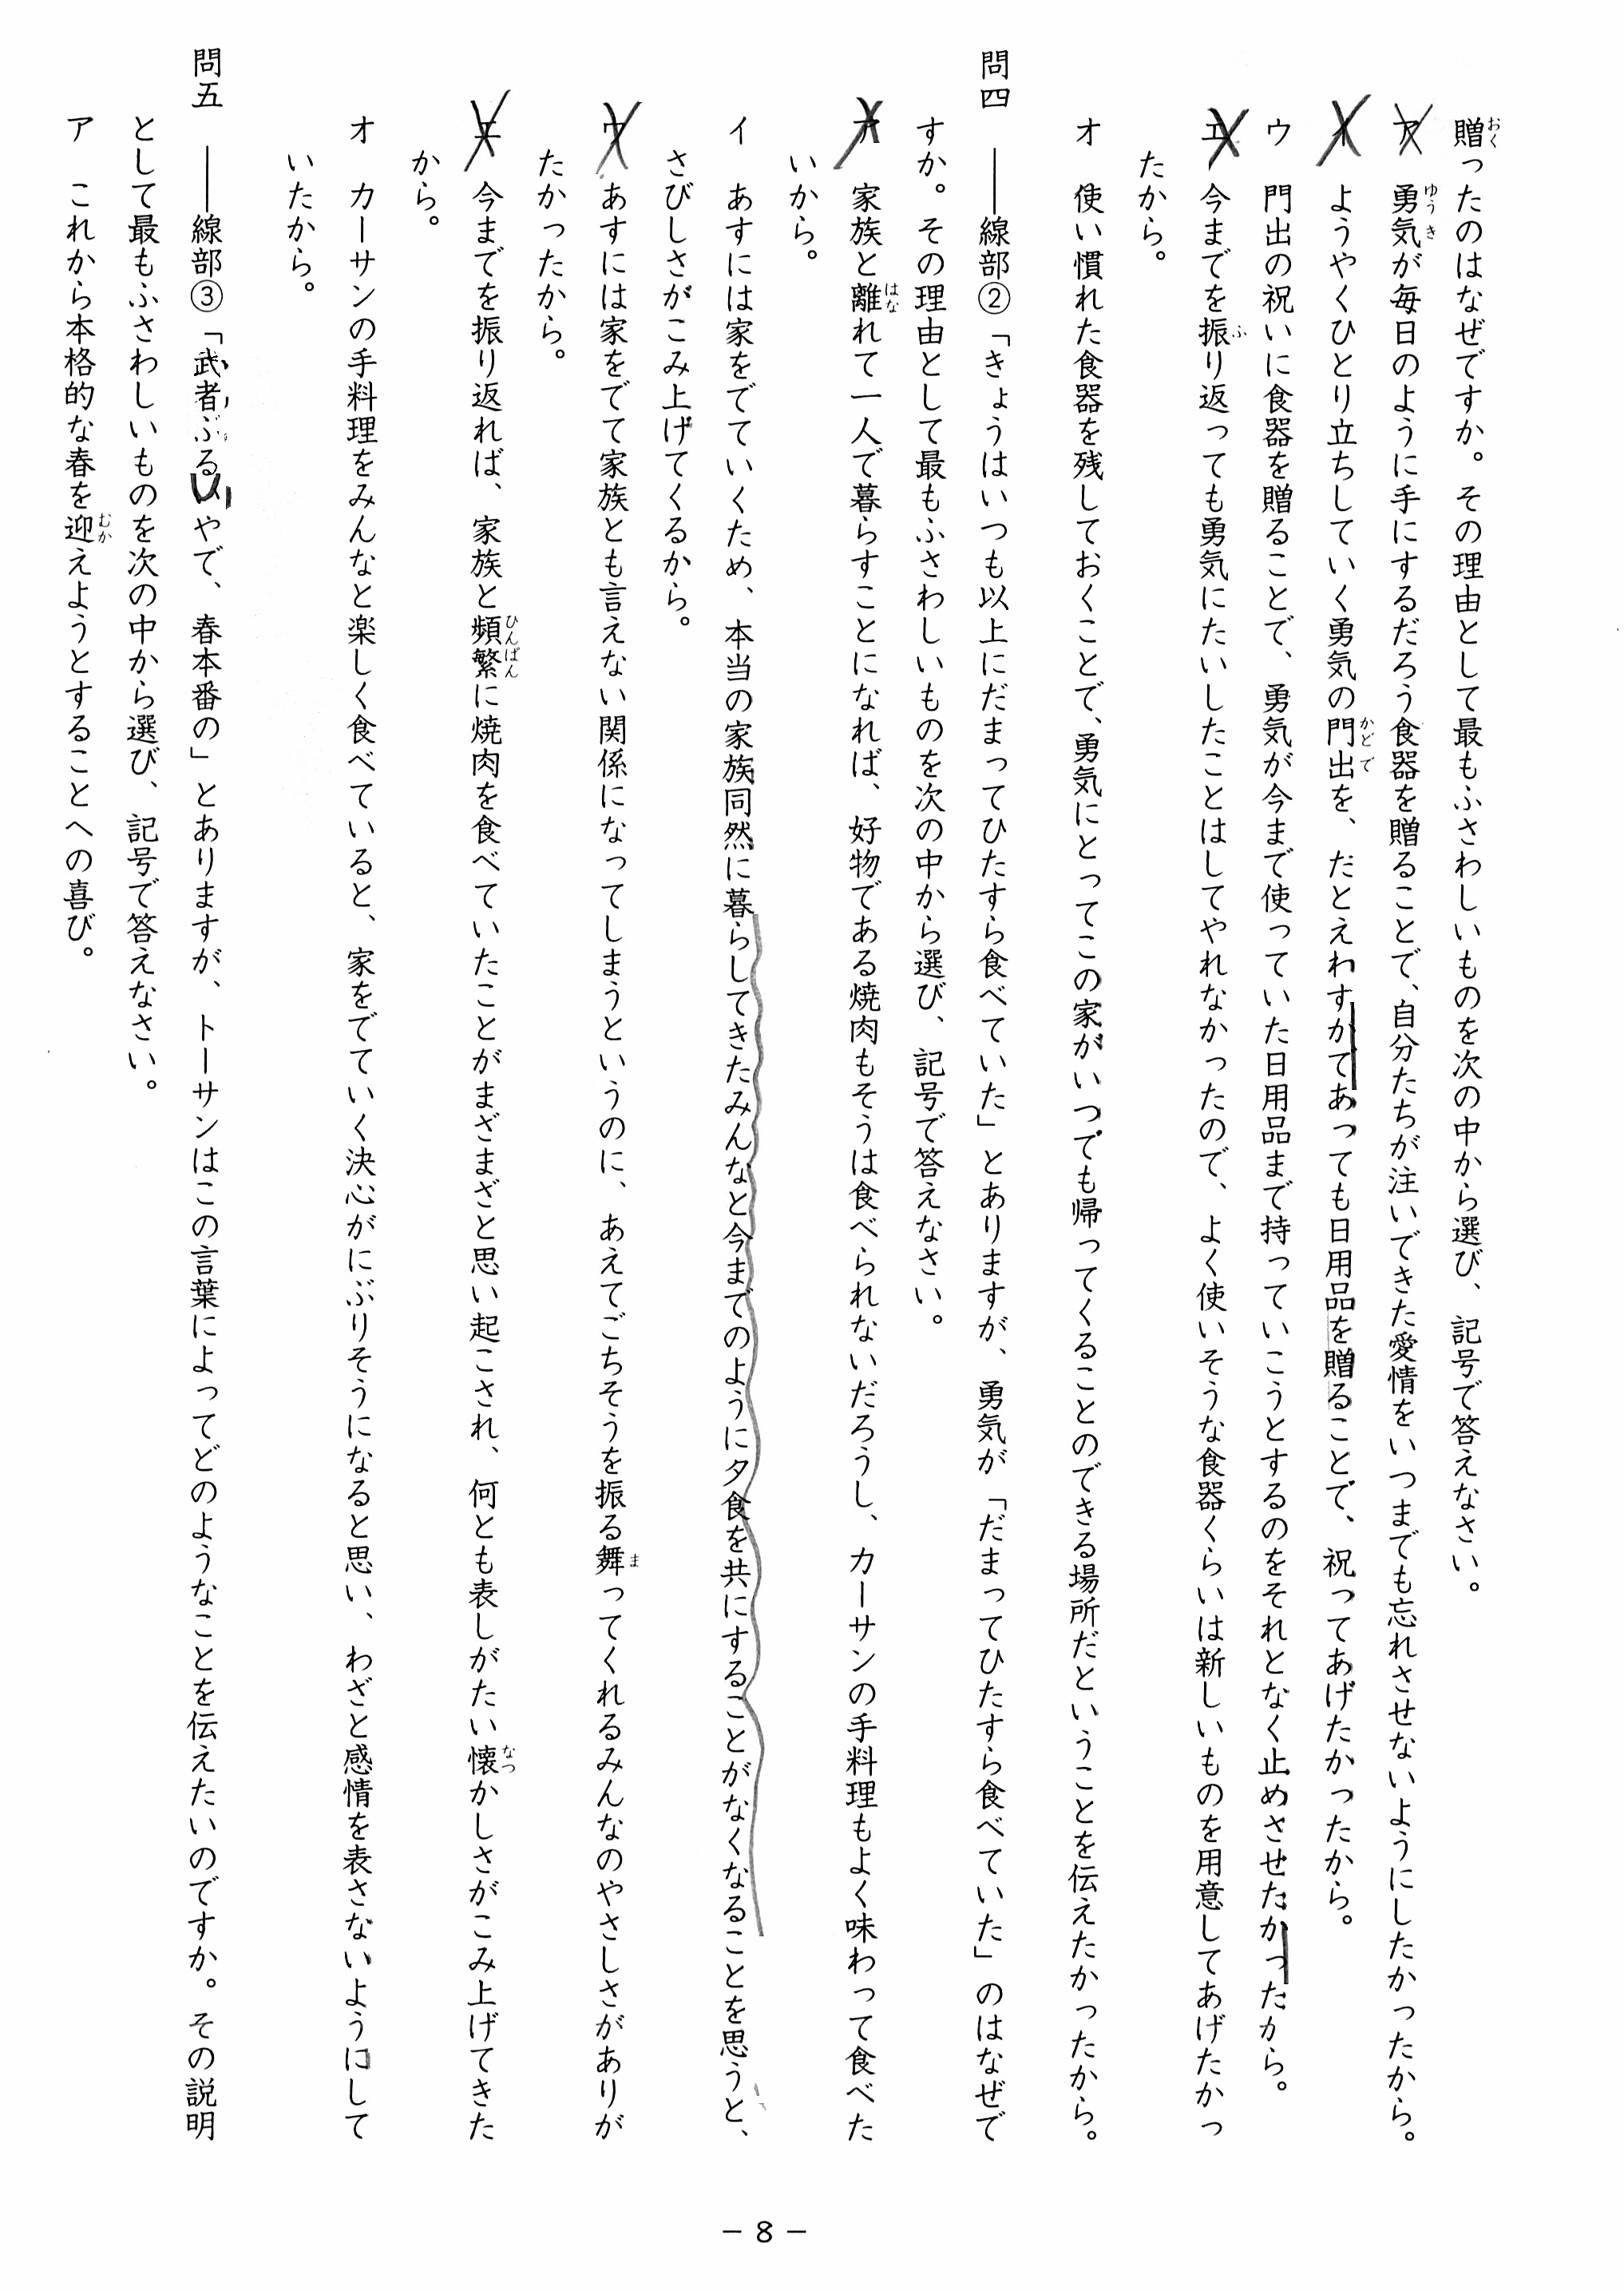 贈ったのはなぜですか。その理由として最もふさわしいものを次の中から選び、記号で答えなさい。
ア　勇気が毎日のように手にするだろう食器を贈ることで、自分たちが注いできた愛情をいつまでも忘れさせないようにしたかったから。
イ　ようやくひとり立ちしていく勇気の門出を、たとえわずかであっても日用品を贈ることで、祝ってあげたかったから。
ウ　門出の祝いに食器を贈ることで、勇気が今まで使っていた日用品まで持っていこうとするのをそれとなく止めさせたかったから。
エ　今までを振り返っても勇気にたいしたことはしてやれなかったので、よく使いそうな食器くらいは新しいものを用意してあげたかっ
たから。
オ　使い慣れた食器を残しておくことで、勇気にとってこの家がいつでも帰ってくることのできる場所だということを伝えたかったから。
問四　――線部②「きょうはいつも以上にだまってひたすら食べていた」とありますが、勇気が「だまってひたすら食べていた」のはなぜで
すか。その理由として最もふさわしいものを次の中から選び、記号で答えなさい。
ア　家族と離れて一人で暮らすことになれば、好物である焼肉もそうは食べられないだろうし、カーサンの手料理もよく味わって食べた
いから。
イ　あすには家をでていくため、本当の家族同然に暮らしてきたみんなと今までのように夕食を共にすることがなくなることを思うと、
さびしさがこみ上げてくるから。
ウ　あすには家をでて家族とも言えない関係になってしまうというのに、あえてごちそうを振る舞ってくれるみんなのやさしさがありが
たかったから。
エ　今までを振り返れば、家族と頻繁に焼肉を食べていたことがまざまざと思い起こされ、何とも表しがたい懐かしさがこみ上げてきた
から。
オ　カーサンの手料理をみんなと楽しく食べていると、家をでていく決心がにぶりそうになると思い、わざと感情を表さないようにして
いたから。
問五　――線部③「武者ぶるいやで、春本番の」とありますが、トーサンはこの言葉によってどのようなことを伝えたいのですか。その説明
として最もふさわしいものを次の中から選び、記号で答えなさい。
ア　これから本格的な春を迎えようとすることへの喜び。
－8－